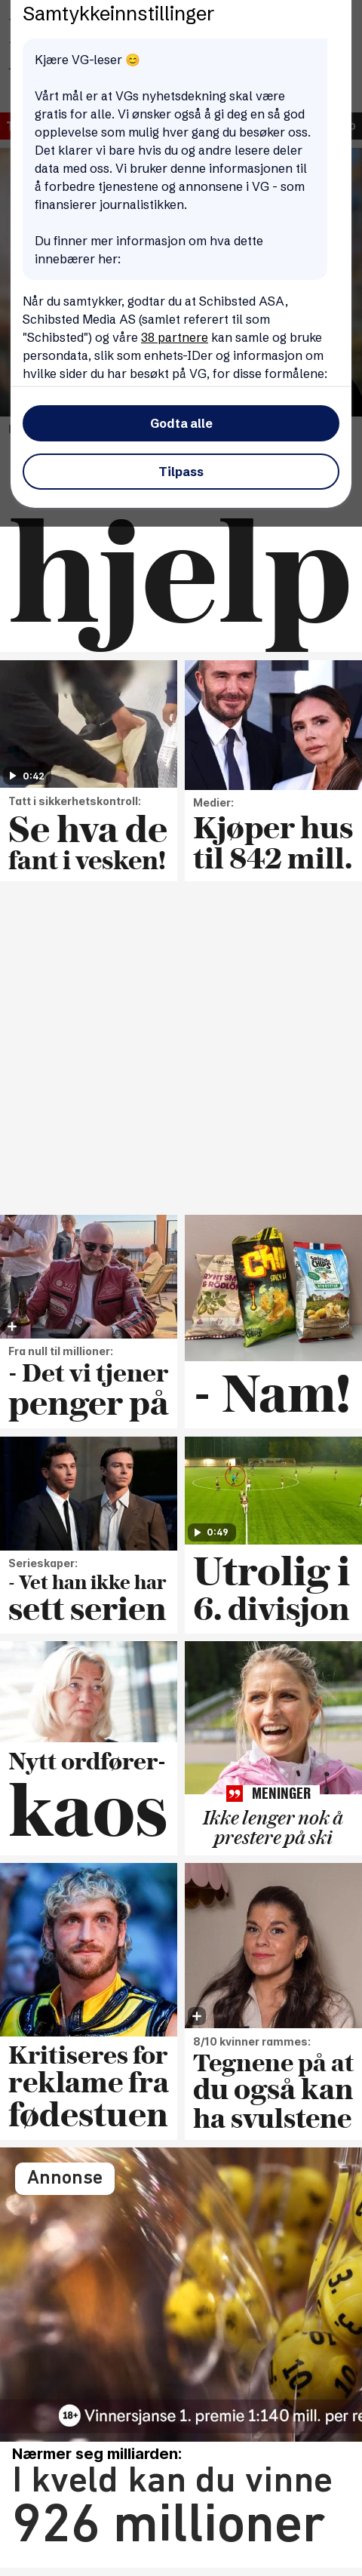 Samtykkeinnstillinger
Kjære VG-leser 😊
Vårt mål er at VGs nyhetsdekning skal være
gratis for alle. Vi ønsker også å gi deg en så god
opplevelse som mulig hver gang du besøker oss.
Det klarer vi bare hvis du og andre lesere deler
data med oss. Vi bruker denne informasjonen til
å forbedre tjenestene og annonsene i VG - som
finansierer journalistikken.
Du finner mer informasjon om hva dette
innebærer her:
Når du samtykker, godtar du at Schibsted ASA,
Schibsted Media AS (samlet referert til som
"Schibsted") og våre 38 partnere kan samle og bruke
persondata, slik som enhets-IDer og informasjon om
hvilke sider du har besøkt på VG, for disse formålene:
Godta alle
Tilpass
hjelp
0:42
Tatt i sikkerhetskontroll:
Se hva de
fant i vesken!
Medier:
Kjøper hus
til 842 mill.
Fra null til millioner:
- Det vi tjener
penger på
- Nam!
Serieskaper:
- Vet han ikke har
sett serien
0:49
Utrolig i
6. divisjon
Nytt ordfører-
kaos
MENINGER
Ikke lenger nok å
prestere på ski
Kritiseres for
reklame fra
fødestuen
8/10 kvinner rammes:
Tegnene på at
du også kan
ha svulstene
Annonse
18+ Vinnersjanse 1. premie 1:140 mill. per re
Nærmer seg milliarden:
I kveld kan du vinne
926 millioner